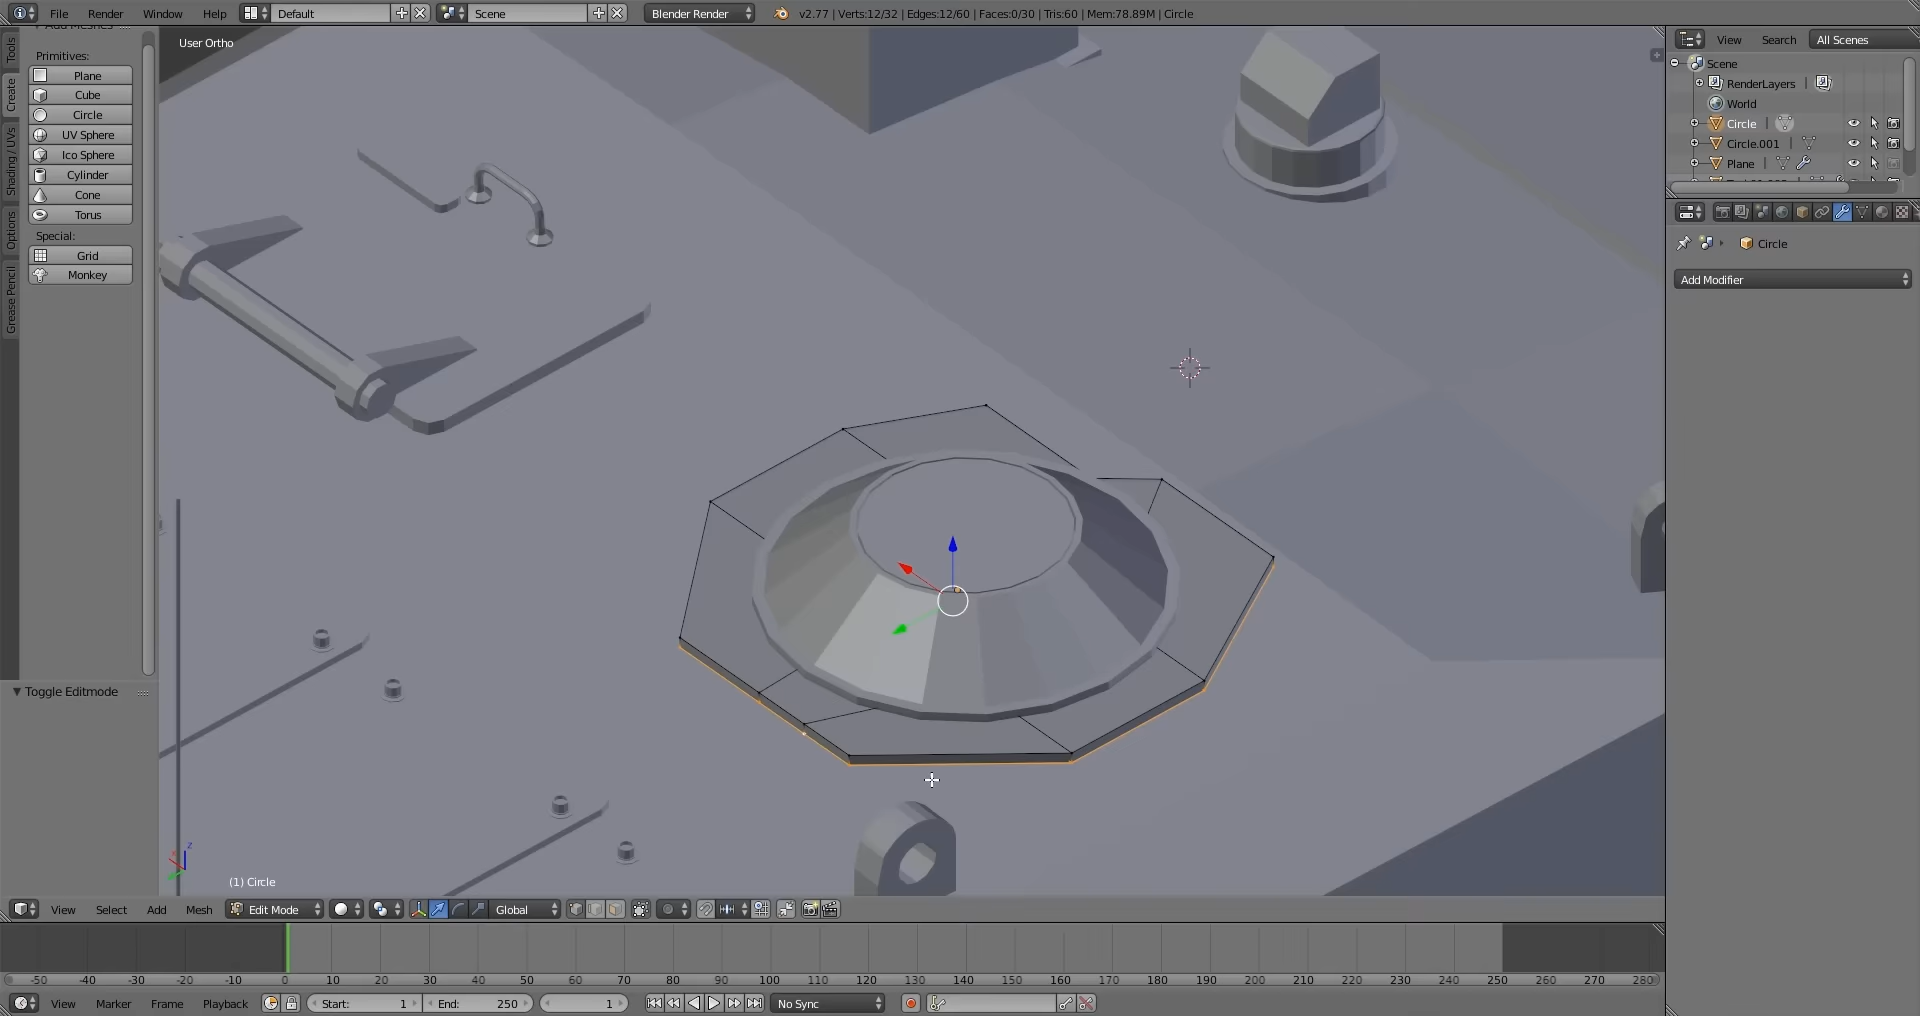 File Render Window Help Default Scene Blender Render v2.77 | Verts:12/32 | Edges:12/60 | Faces:0/30 | Tris:60 | Mem:78.89M | Circle
User Ortho
Tools
Create
Shading / UVs
Options
Grease Pencil
Primitives:
Plane
Cube
Circle
UV Sphere
Ico Sphere
Cylinder
Cone
Torus
Special:
Grid
Monkey
Toggle Editmode
View Search All Scenes
Scene
RenderLayers
World
Circle
Circle.001
Plane
Circle
Add Modifier
x z
(1) Circle
View Select Add Mesh Edit Mode Global
-50 -40 -30 -20 -10 0 10 20 30 40 50 60 70 80 90 100 110 120 130 140 150 160 170 180 190 200 210 220 230 240 250 260 270 280
View Marker Frame Playback Start: 1 End: 250 1 No Sync